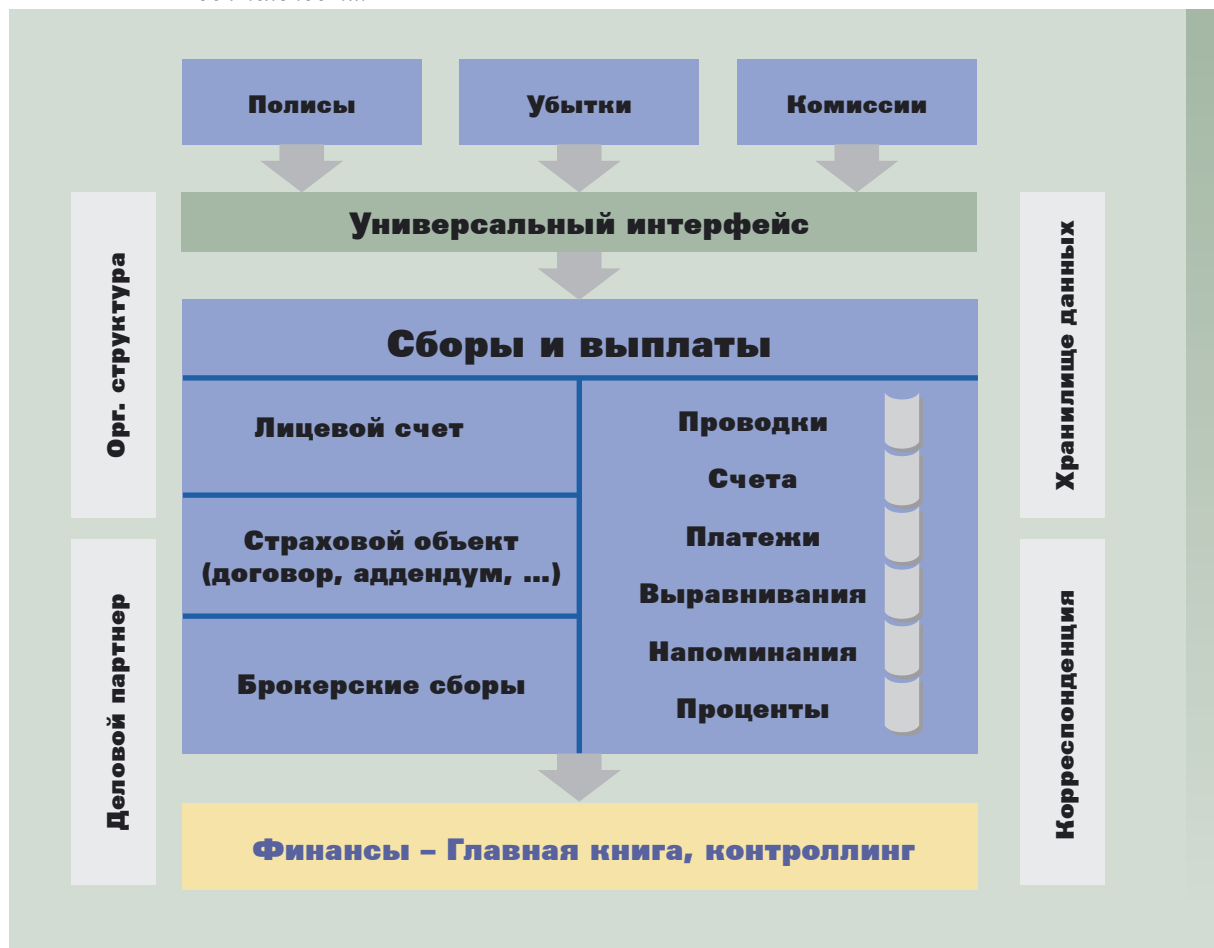 Полисы
Убытки
Комиссии
Универсальный интерфейс
Орг. структура
Хранилище данных
Сборы и выплаты
Лицевой счет
Страховой объект
(договор, аддендум, ...)
Брокерские сборы
Проводки
Счета
Платежи
Выравнивания
Напоминания
Проценты
Деловой партнер
Корреспонденция
Финансы – Главная книга, контроллинг